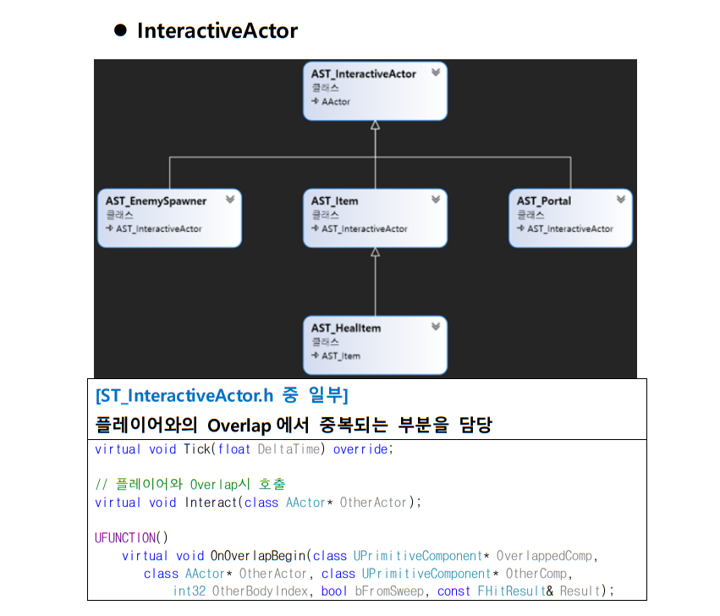 ● InteractiveActor
AST_InteractiveActor
클래스
AActor
AST_EnemySpawner
클래스
AST_InteractiveActor
AST_Item
클래스
AST_InteractiveActor
AST_Portal
클래스
AST_InteractiveActor
AST_HealItem
클래스
AST_Item
[ST_InteractiveActor.h 중 일부]
플레이어와의 Overlap 에서 중복되는 부분을 담당
virtual void Tick(float DeltaTime) override;
// 플레이어와 Overlap시 호출
virtual void Interact(class AActor* OtherActor);
UFUNCTION()
virtual void OnOverlapBegin(class UPrimitiveComponent* OverlappedComp,
class AActor* OtherActor, class UPrimitiveComponent* OtherComp,
int32 OtherBodyIndex, bool bFromSweep, const FHitResult& Result);